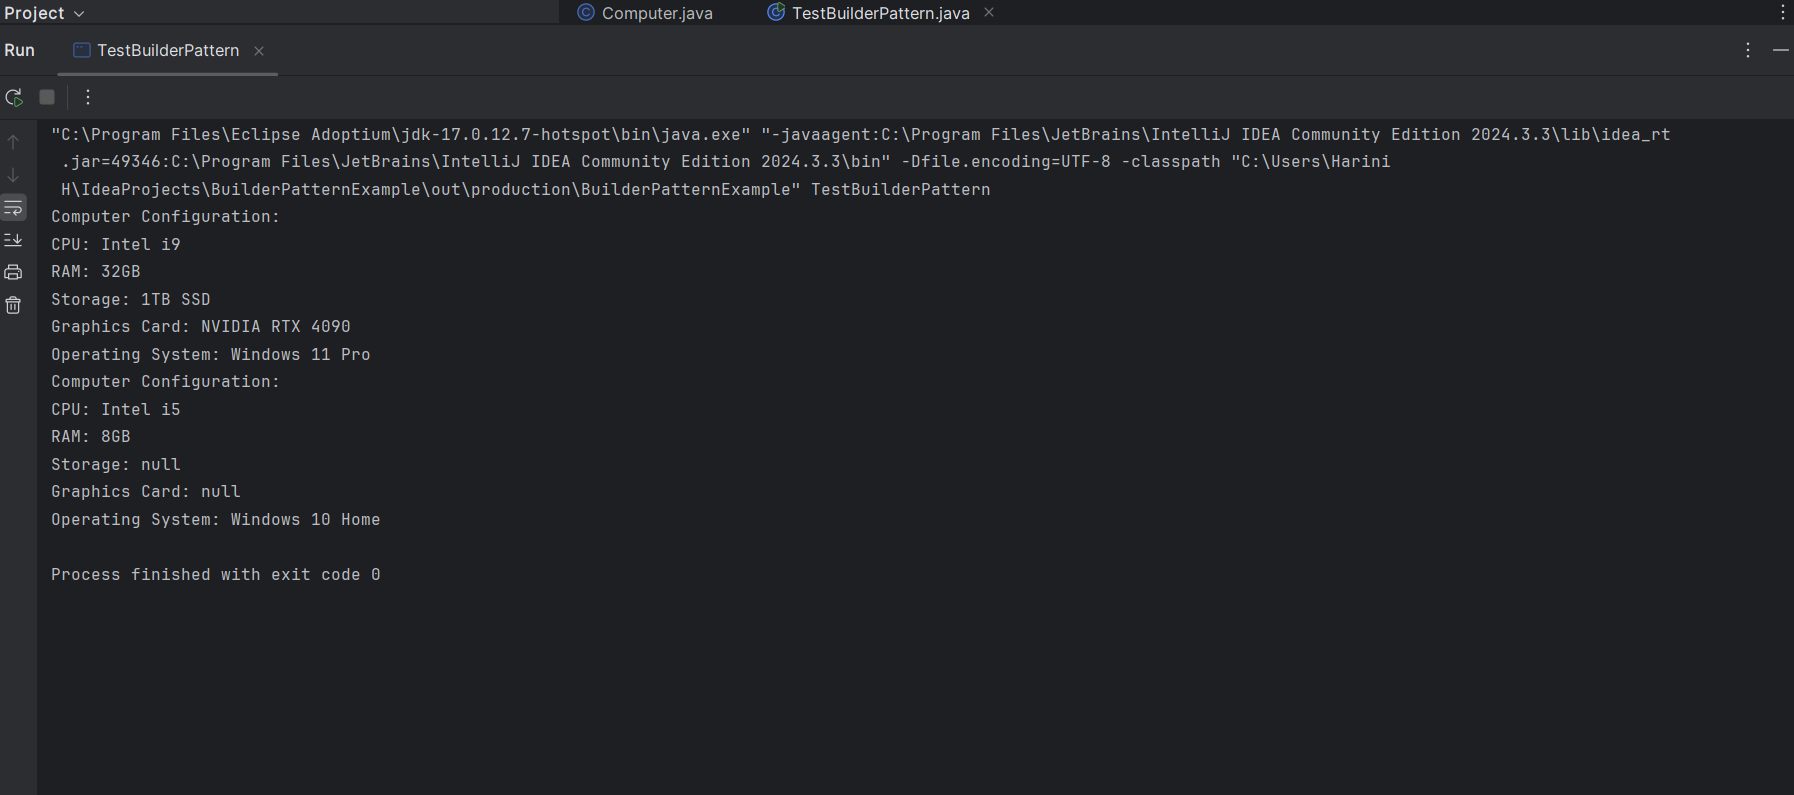 Project
Computer.java
TestBuilderPattern.java
Run
TestBuilderPattern
"C:\Program Files\Eclipse Adoptium\jdk-17.0.12.7-hotspot\bin\java.exe" "-javaagent:C:\Program Files\JetBrains\IntelliJ IDEA Community Edition 2024.3.3\lib\idea_rt
.jar=49346:C:\Program Files\JetBrains\IntelliJ IDEA Community Edition 2024.3.3\bin" -Dfile.encoding=UTF-8 -classpath "C:\Users\Harini
H\IdeaProjects\BuilderPatternExample\out\production\BuilderPatternExample" TestBuilderPattern
Computer Configuration:
CPU: Intel i9
RAM: 32GB
Storage: 1TB SSD
Graphics Card: NVIDIA RTX 4090
Operating System: Windows 11 Pro
Computer Configuration:
CPU: Intel i5
RAM: 8GB
Storage: null
Graphics Card: null
Operating System: Windows 10 Home
Process finished with exit code 0